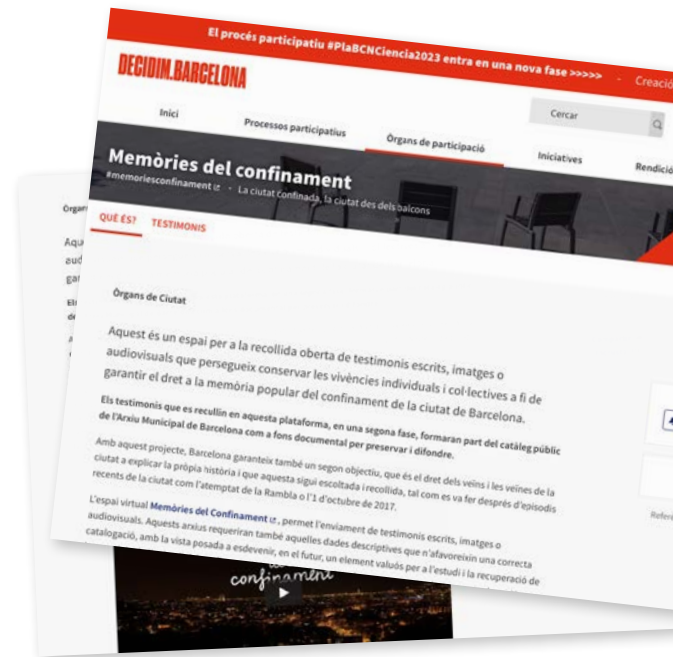 El procés participatiu #PlaBCNCiencia2023 entra en una nova fase >>>>> - Creació
DECIDIM.BARCELONA
Cercar
Inici
Processos participatius
Òrgans de participació
Iniciatives
Rendició
Memòries del confinament
#memoriesconfinament - La ciutat confinada, la ciutat des dels balcons
QUÈ ÉS?
TESTIMONIS
Òrgans de Ciutat
Aquest és un espai per a la recollida oberta de testimonis escrits, imatges o
audiovisuals que persegueix conservar les vivències individuals i col·lectives a fi de
garantir el dret a la memòria popular del confinament de la ciutat de Barcelona.
Els testimonis que es recullin en aquesta plataforma, en una segona fase, formaran part del catàleg públic
de l'Arxiu Municipal de Barcelona com a fons documental per preservar i difondre.
Amb aquest projecte, Barcelona garanteix també un segon objectiu, que és el dret dels veïns i les veïnes de la
ciutat a explicar la pròpia història i que aquesta sigui escoltada i recollida, tal com es va fer després d'episodis
recents de la ciutat com l'atemptat de la Rambla o l'1 d'octubre de 2017.
L'espai virtual Memòries del Confinament, permet l'enviament de testimonis escrits, imatges o
audiovisuals. Aquests arxius requeriran també aquelles dades descriptives que n'afavoreixin una correcta
catalogació, amb la vista posada a esdevenir, en el futur, un element valuós per a l'estudi i la recuperació de
Referè
Òrgan
Aqu
aud
gar
confinament